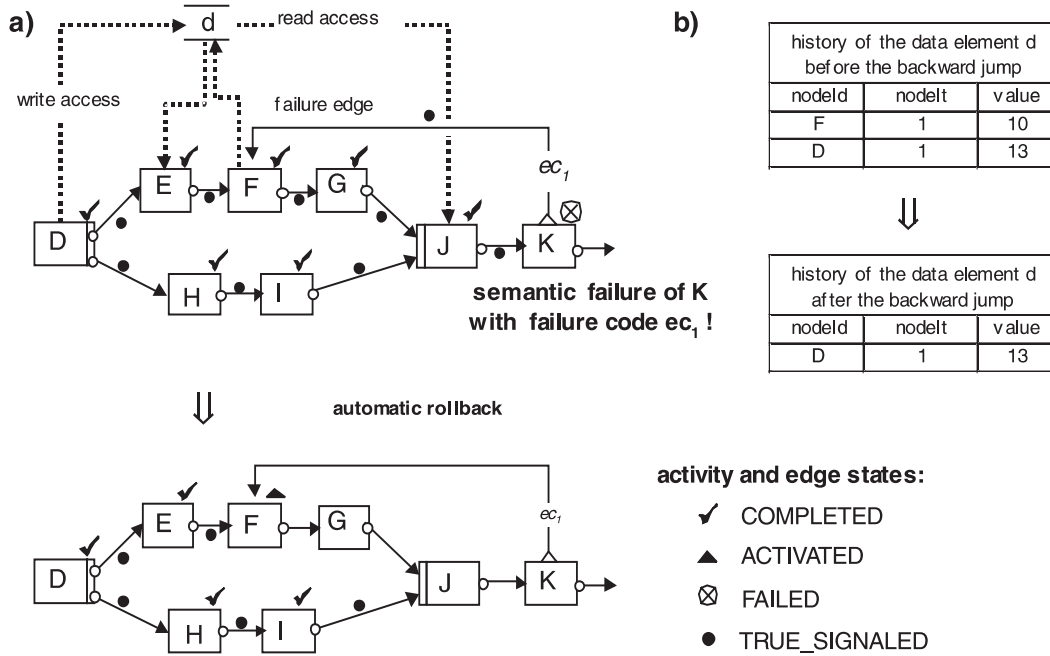 a)
d
read access
write access
failure edge
ec1
E
F
G
D
J
K
H
I
semantic failure of K
with failure code ec1 !
automatic rollback
ec1
E
F
G
D
J
K
H
I
b)
history of the data element d
before the backward jump
nodeId nodeIt value
F 1 10
D 1 13
history of the data element d
after the backward jump
nodeId nodeIt value
D 1 13
activity and edge states:
COMPLETED
ACTIVATED
FAILED
TRUE_SIGNALED